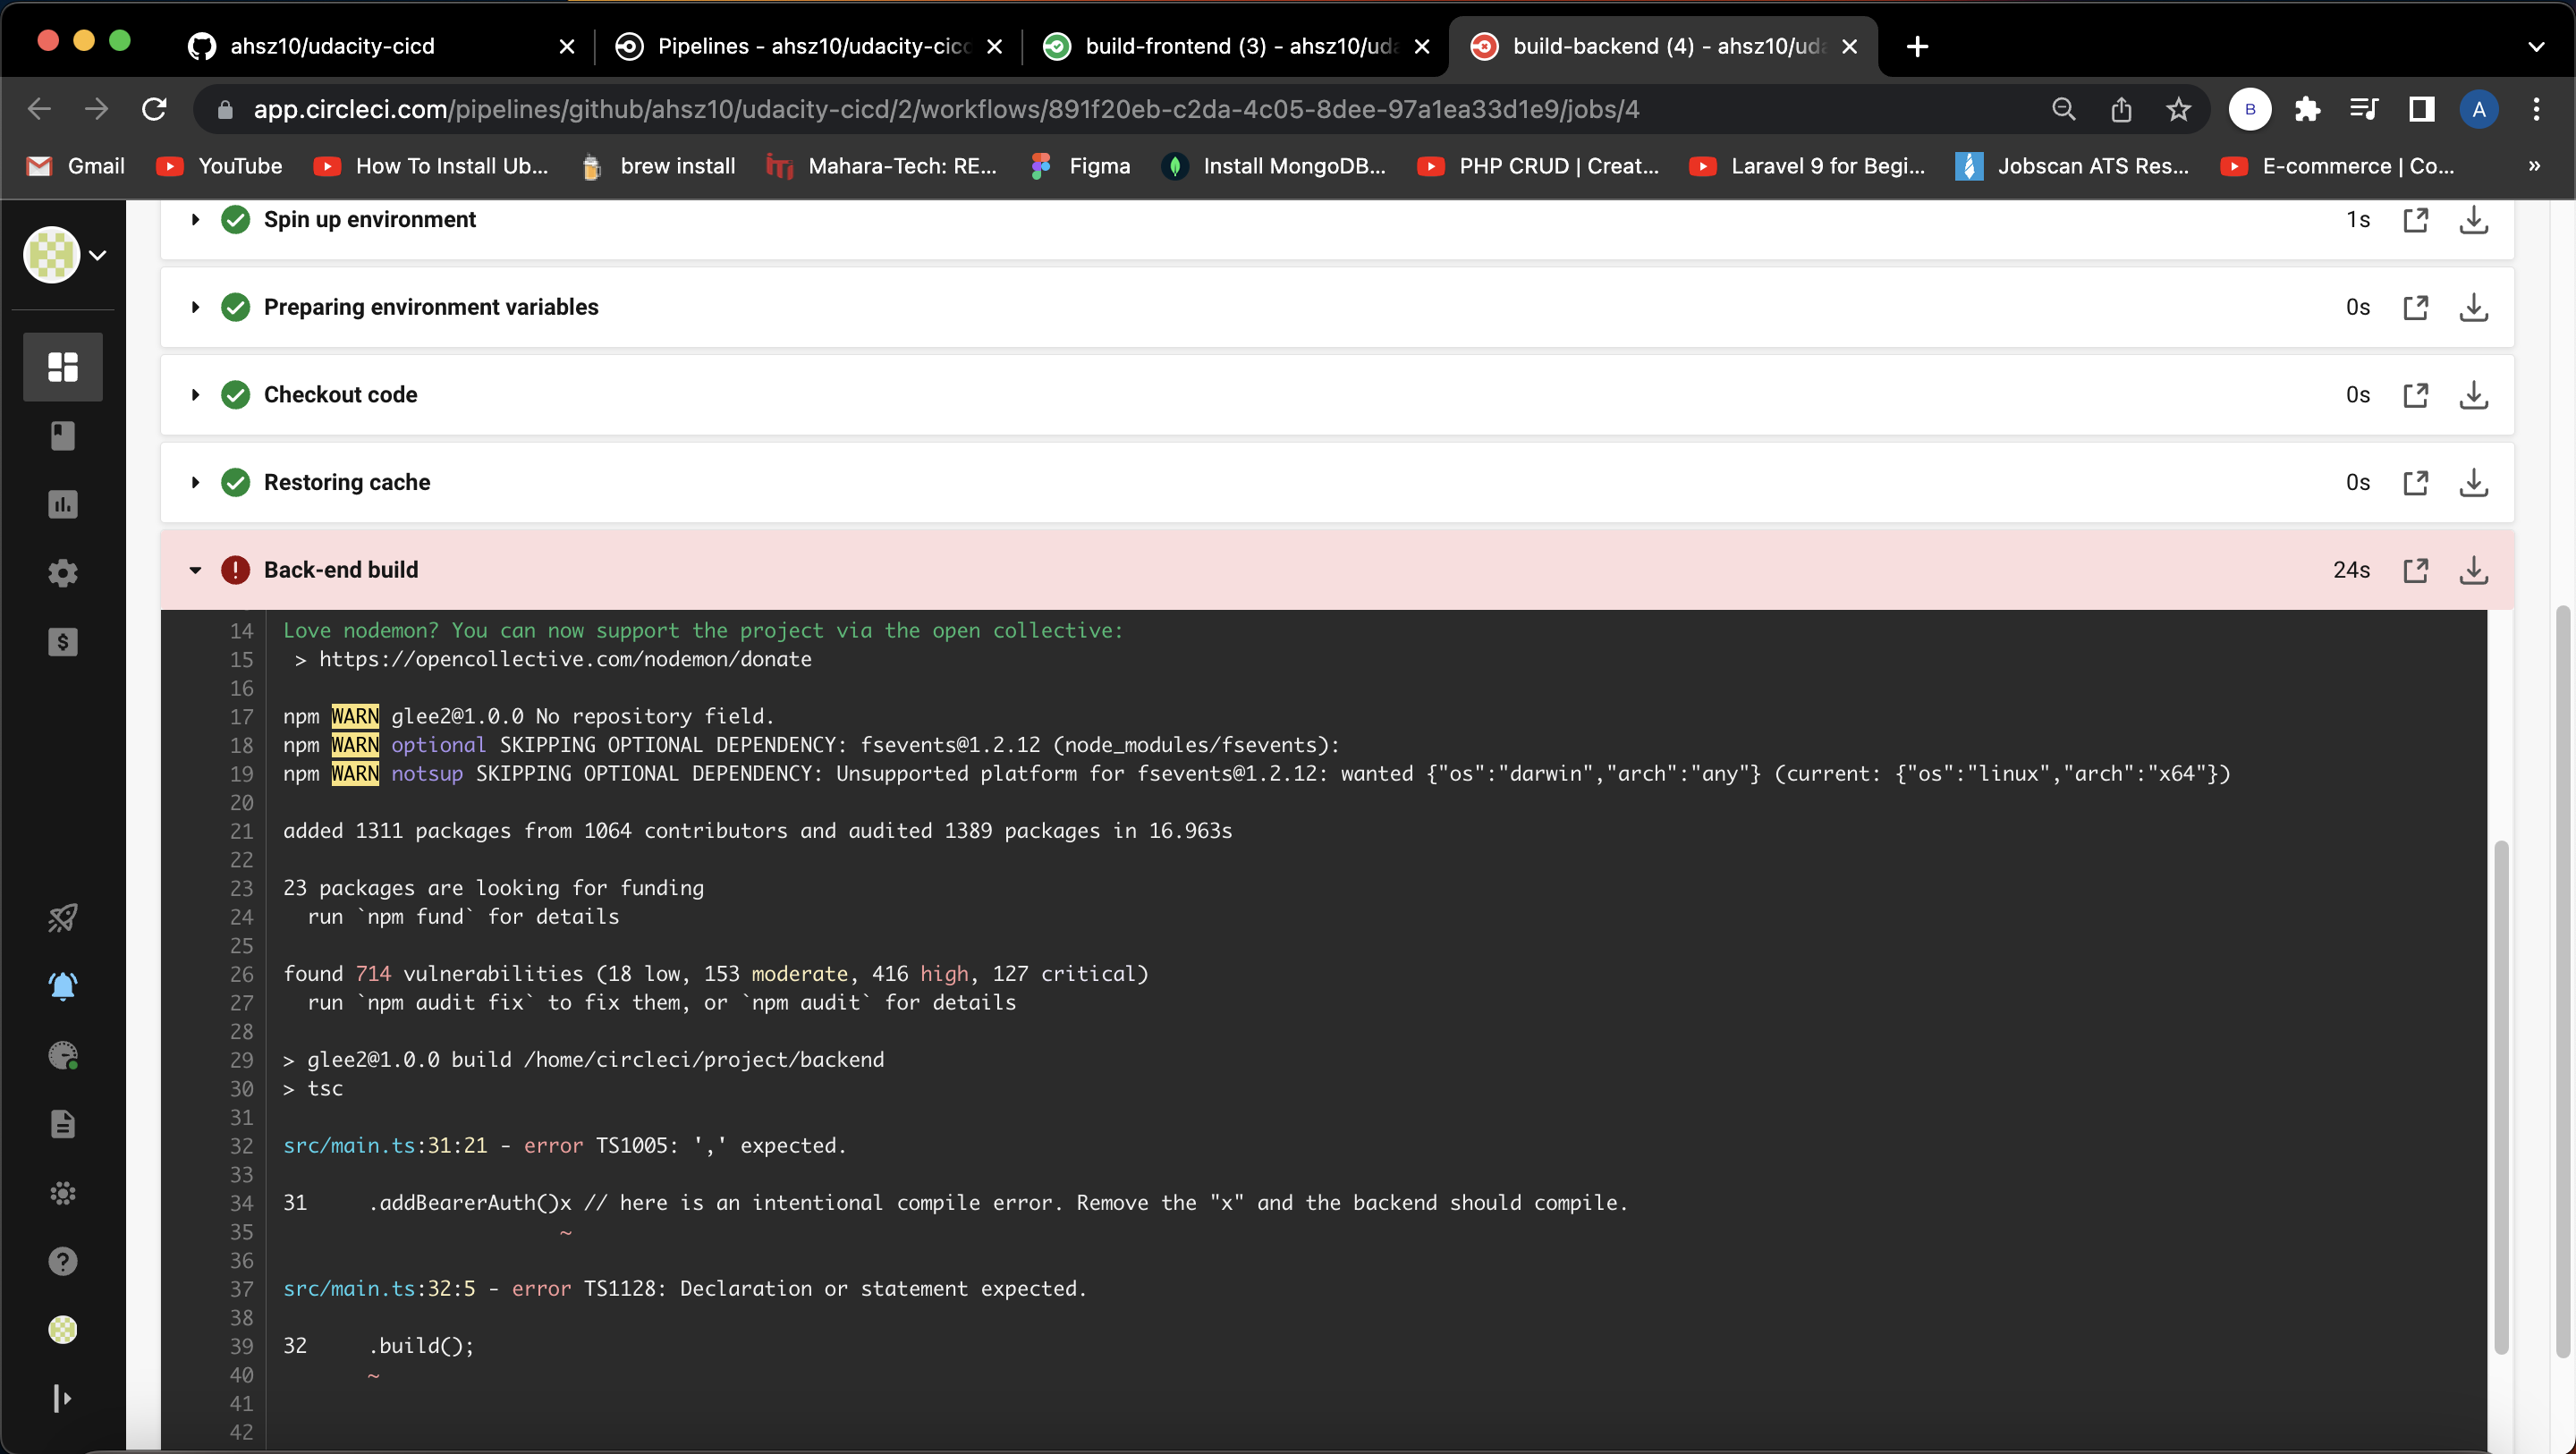 ahsz10/udacity-cicd
Pipelines - ahsz10/udacity-cicd
build-frontend (3) - ahsz10/uda
build-backend (4) - ahsz10/uda
app.circleci.com/pipelines/github/ahsz10/udacity-cicd/2/workflows/891f20eb-c2da-4c05-8dee-97a1ea33d1e9/jobs/4
B
A
Gmail
YouTube
How To Install Ub...
brew install
Mahara-Tech: RE...
Figma
Install MongoDB...
PHP CRUD | Creat...
Laravel 9 for Begi...
Jobscan ATS Res...
E-commerce | Co...
»
Spin up environment 1s
Preparing environment variables 0s
Checkout code 0s
Restoring cache 0s
Back-end build 24s
14 Love nodemon? You can now support the project via the open collective:
15 > https://opencollective.com/nodemon/donate
16
17 npm WARN glee2@1.0.0 No repository field.
18 npm WARN optional SKIPPING OPTIONAL DEPENDENCY: fsevents@1.2.12 (node_modules/fsevents):
19 npm WARN notsup SKIPPING OPTIONAL DEPENDENCY: Unsupported platform for fsevents@1.2.12: wanted {"os":"darwin","arch":"any"} (current: {"os":"linux","arch":"x64"})
20
21 added 1311 packages from 1064 contributors and audited 1389 packages in 16.963s
22
23 23 packages are looking for funding
24 run `npm fund` for details
25
26 found 714 vulnerabilities (18 low, 153 moderate, 416 high, 127 critical)
27 run `npm audit fix` to fix them, or `npm audit` for details
28
29 > glee2@1.0.0 build /home/circleci/project/backend
30 > tsc
31
32 src/main.ts:31:21 - error TS1005: ',' expected.
33
34 31 .addBearerAuth()x // here is an intentional compile error. Remove the "x" and the backend should compile.
35 ~
36
37 src/main.ts:32:5 - error TS1128: Declaration or statement expected.
38
39 32 .build();
40 ~
41
42